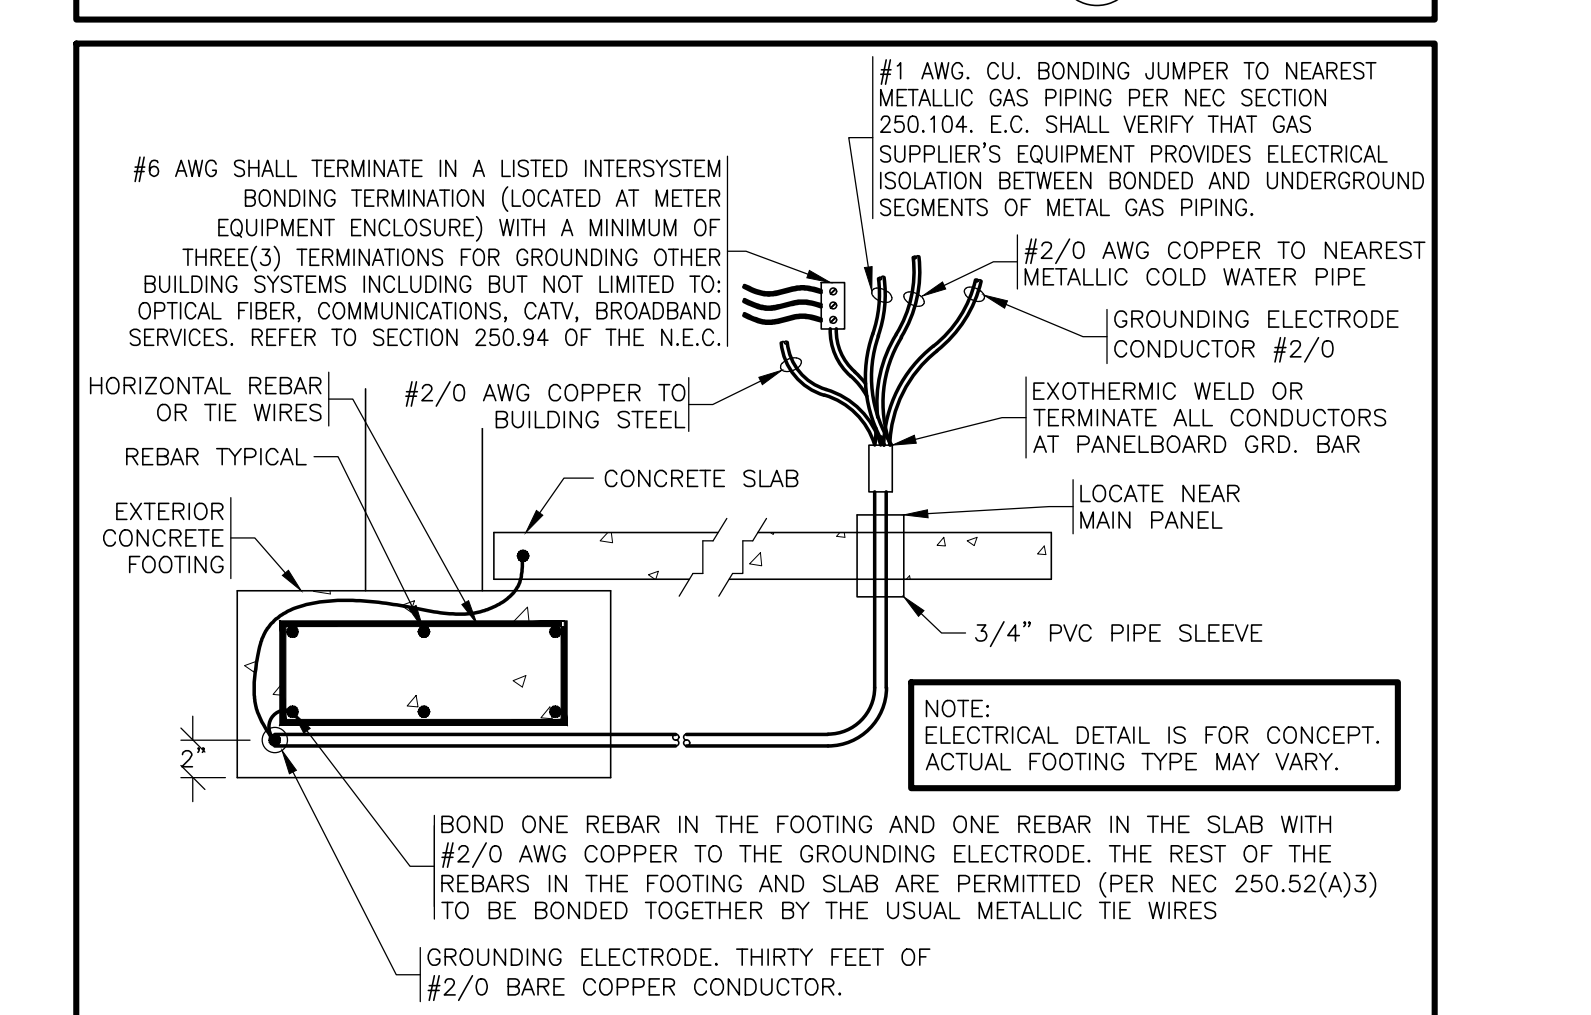 #1 AWG. CU. BONDING JUMPER TO NEAREST
METALLIC GAS PIPING PER NEC SECTION
250.104. E.C. SHALL VERIFY THAT GAS
SUPPLIER'S EQUIPMENT PROVIDES ELECTRICAL
ISOLATION BETWEEN BONDED AND UNDERGROUND
SEGMENTS OF METAL GAS PIPING.
#6 AWG SHALL TERMINATE IN A LISTED INTERSYSTEM
BONDING TERMINATION (LOCATED AT METER
EQUIPMENT ENCLOSURE) WITH A MINIMUM OF
THREE(3) TERMINATIONS FOR GROUNDING OTHER
BUILDING SYSTEMS INCLUDING BUT NOT LIMITED TO:
OPTICAL FIBER, COMMUNICATIONS, CATV, BROADBAND
SERVICES. REFER TO SECTION 250.94 OF THE N.E.C.
#2/0 AWG COPPER TO NEAREST
METALLIC COLD WATER PIPE
GROUNDING ELECTRODE
CONDUCTOR #2/0
HORIZONTAL REBAR
OR TIE WIRES
#2/0 AWG COPPER TO
BUILDING STEEL
EXOTHERMIC WELD OR
TERMINATE ALL CONDUCTORS
AT PANELBOARD GRD. BAR
REBAR TYPICAL
CONCRETE SLAB
LOCATE NEAR
MAIN PANEL
EXTERIOR
CONCRETE
FOOTING
3/4" PVC PIPE SLEEVE
NOTE:
ELECTRICAL DETAIL IS FOR CONCEPT.
ACTUAL FOOTING TYPE MAY VARY.
2"
BOND ONE REBAR IN THE FOOTING AND ONE REBAR IN THE SLAB WITH
#2/0 AWG COPPER TO THE GROUNDING ELECTRODE. THE REST OF THE
REBARS IN THE FOOTING AND SLAB ARE PERMITTED (PER NEC 250.52(A)3)
TO BE BONDED TOGETHER BY THE USUAL METALLIC TIE WIRES
GROUNDING ELECTRODE. THIRTY FEET OF
#2/0 BARE COPPER CONDUCTOR.